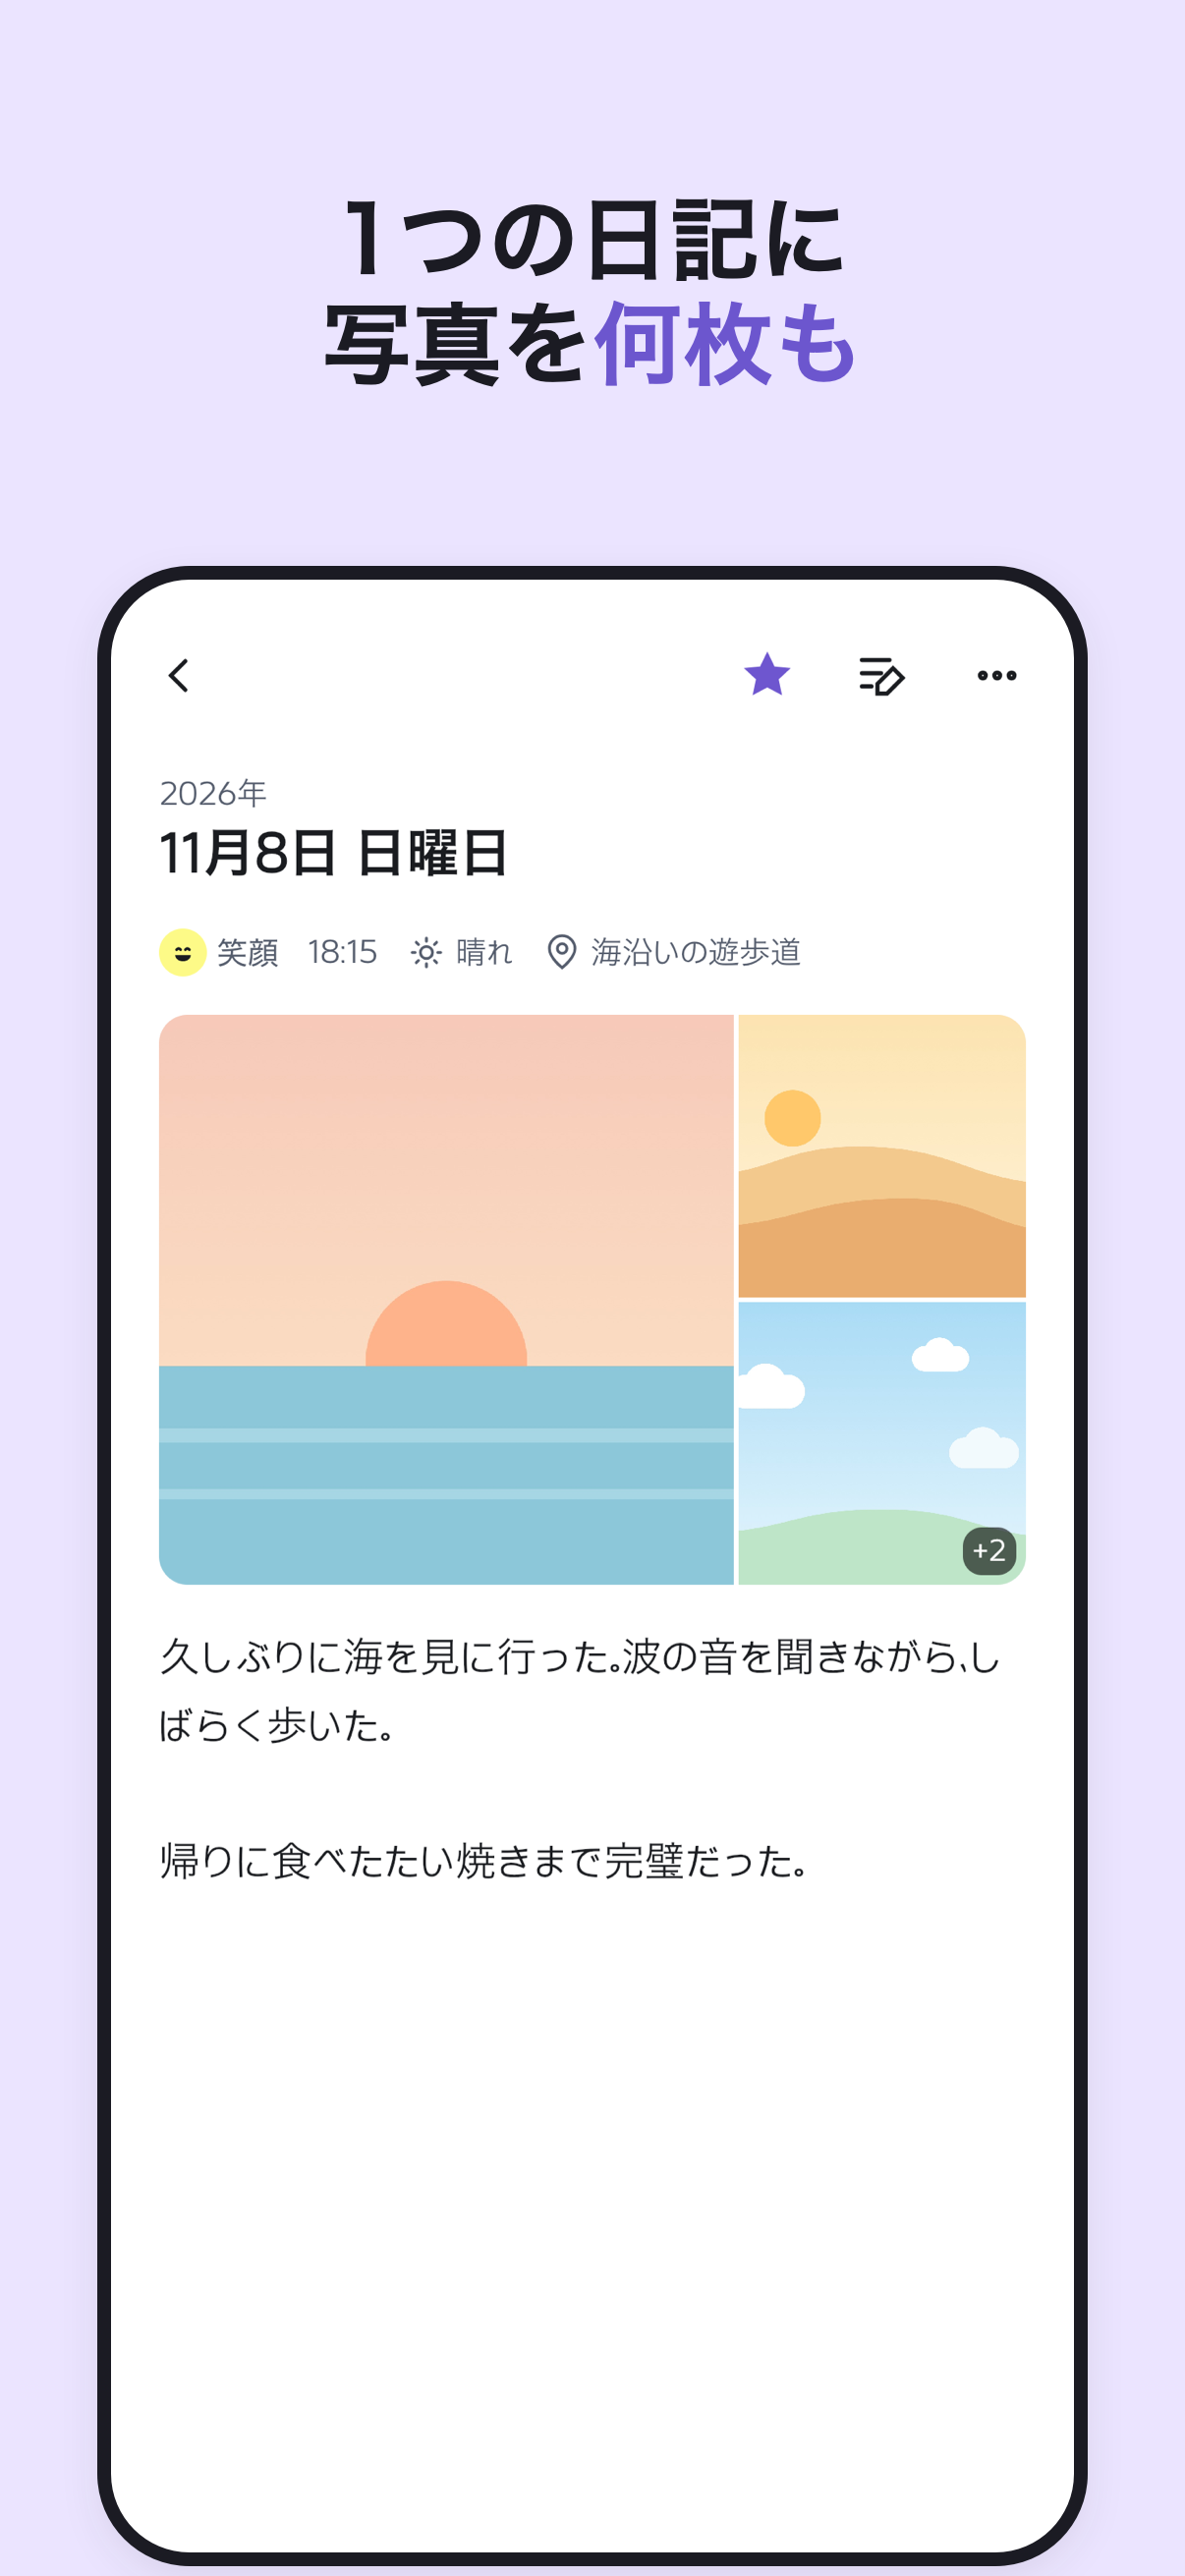 1つの日記に
写真を何枚も
2026年
11月8日 日曜日
笑顔 18:15 晴れ 海沿いの遊歩道
+2
久しぶりに海を見に行った。波の音を聞きながら、し
ばらく歩いた。
帰りに食べたたい焼きまで完璧だった。